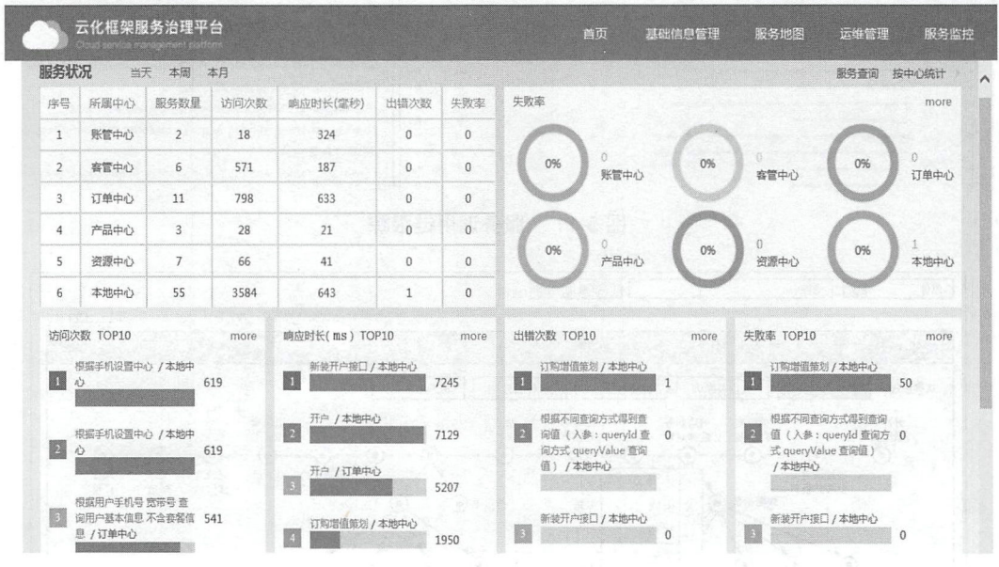 云化框架服务治理平台
Cloud service management platform
首页 基础信息管理 服务地图 运维管理 服务监控
服务状况 当天 本周 本月 服务查询 按中心统计
序号 所属中心 服务数量 访问次数 响应时长(毫秒) 出错次数 失败率
1 账管中心 2 18 324 0 0
2 客管中心 6 571 187 0 0
3 订单中心 11 798 633 0 0
4 产品中心 3 28 21 0 0
5 资源中心 7 66 41 0 0
6 本地中心 55 3584 643 1 0
失败率 more
0% 0 账管中心
0% 0 客管中心
0% 0 订单中心
0% 0 产品中心
0% 0 资源中心
0% 1 本地中心
访问次数 TOP10 more
1 根据手机设置中心 / 本地中
心 619
2 根据手机设置中心 / 本地中
心 619
3 根据用户手机号 宽带号 查
询用户基本信息 不含套餐信 541
息 / 订单中心
响应时长( ms ) TOP10 more
1 新装开户接口 / 本地中心
7245
2 开户 / 本地中心
7129
3 开户 / 订单中心
5207
4 订购增值策划 / 本地中心
1950
出错次数 TOP10 more
1 订购增值策划 / 本地中心
1
2 根据不同查询方式得到查
询值（入参：queryId 查 0
询方式 queryValue 查询
值） / 本地中心
3 新装开户接口 / 本地中心
0
失败率 TOP10 more
1 订购增值策划 / 本地中心
50
2 根据不同查询方式得到查询
值（入参：queryId 查询方 0
式 queryValue 查询值）
/ 本地中心
3 新装开户接口 / 本地中心
0